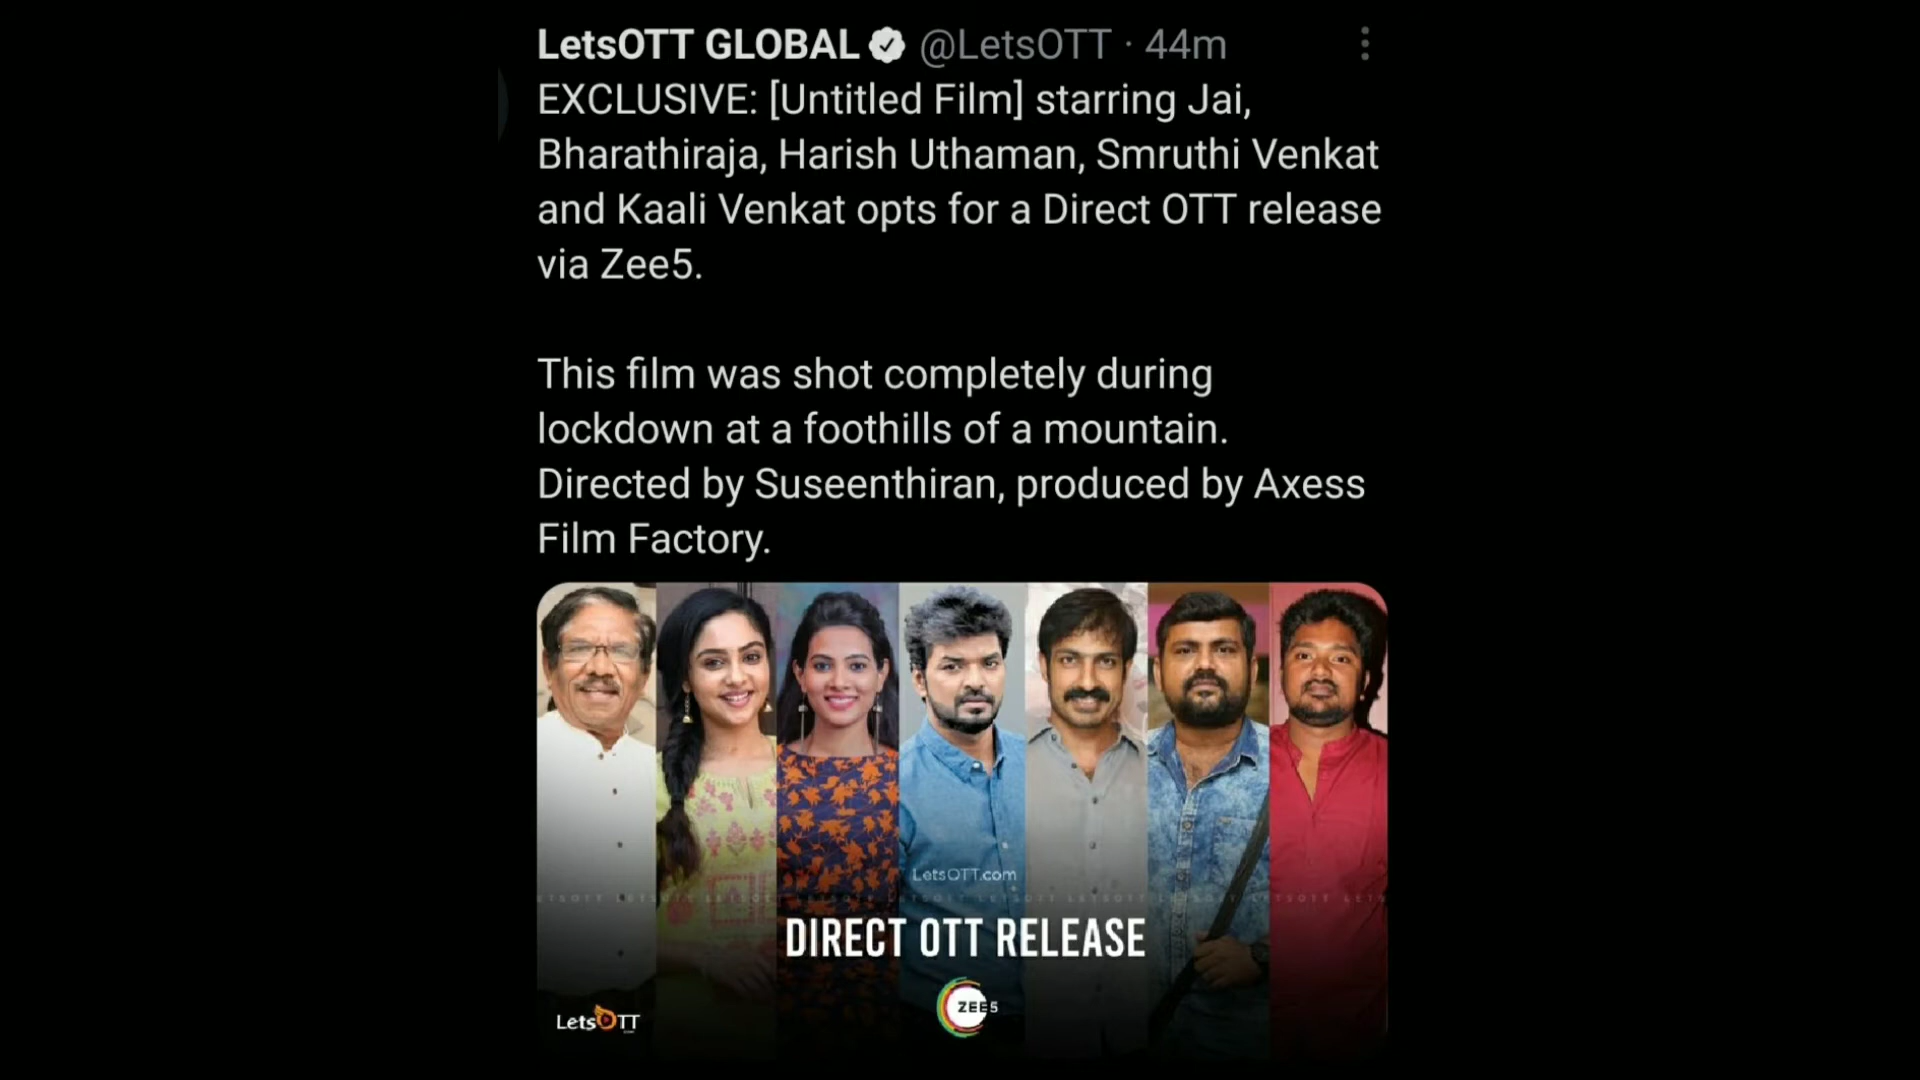 LetsOTT GLOBAL @LetsOTT · 44m
EXCLUSIVE: [Untitled Film] starring Jai,
Bharathiraja, Harish Uthaman, Smruthi Venkat
and Kaali Venkat opts for a Direct OTT release
via Zee5.
This film was shot completely during
lockdown at a foothills of a mountain.
Directed by Suseenthiran, produced by Axess
Film Factory.
LetsOTT.com
DIRECT OTT RELEASE
ZEE5
LetsOTT